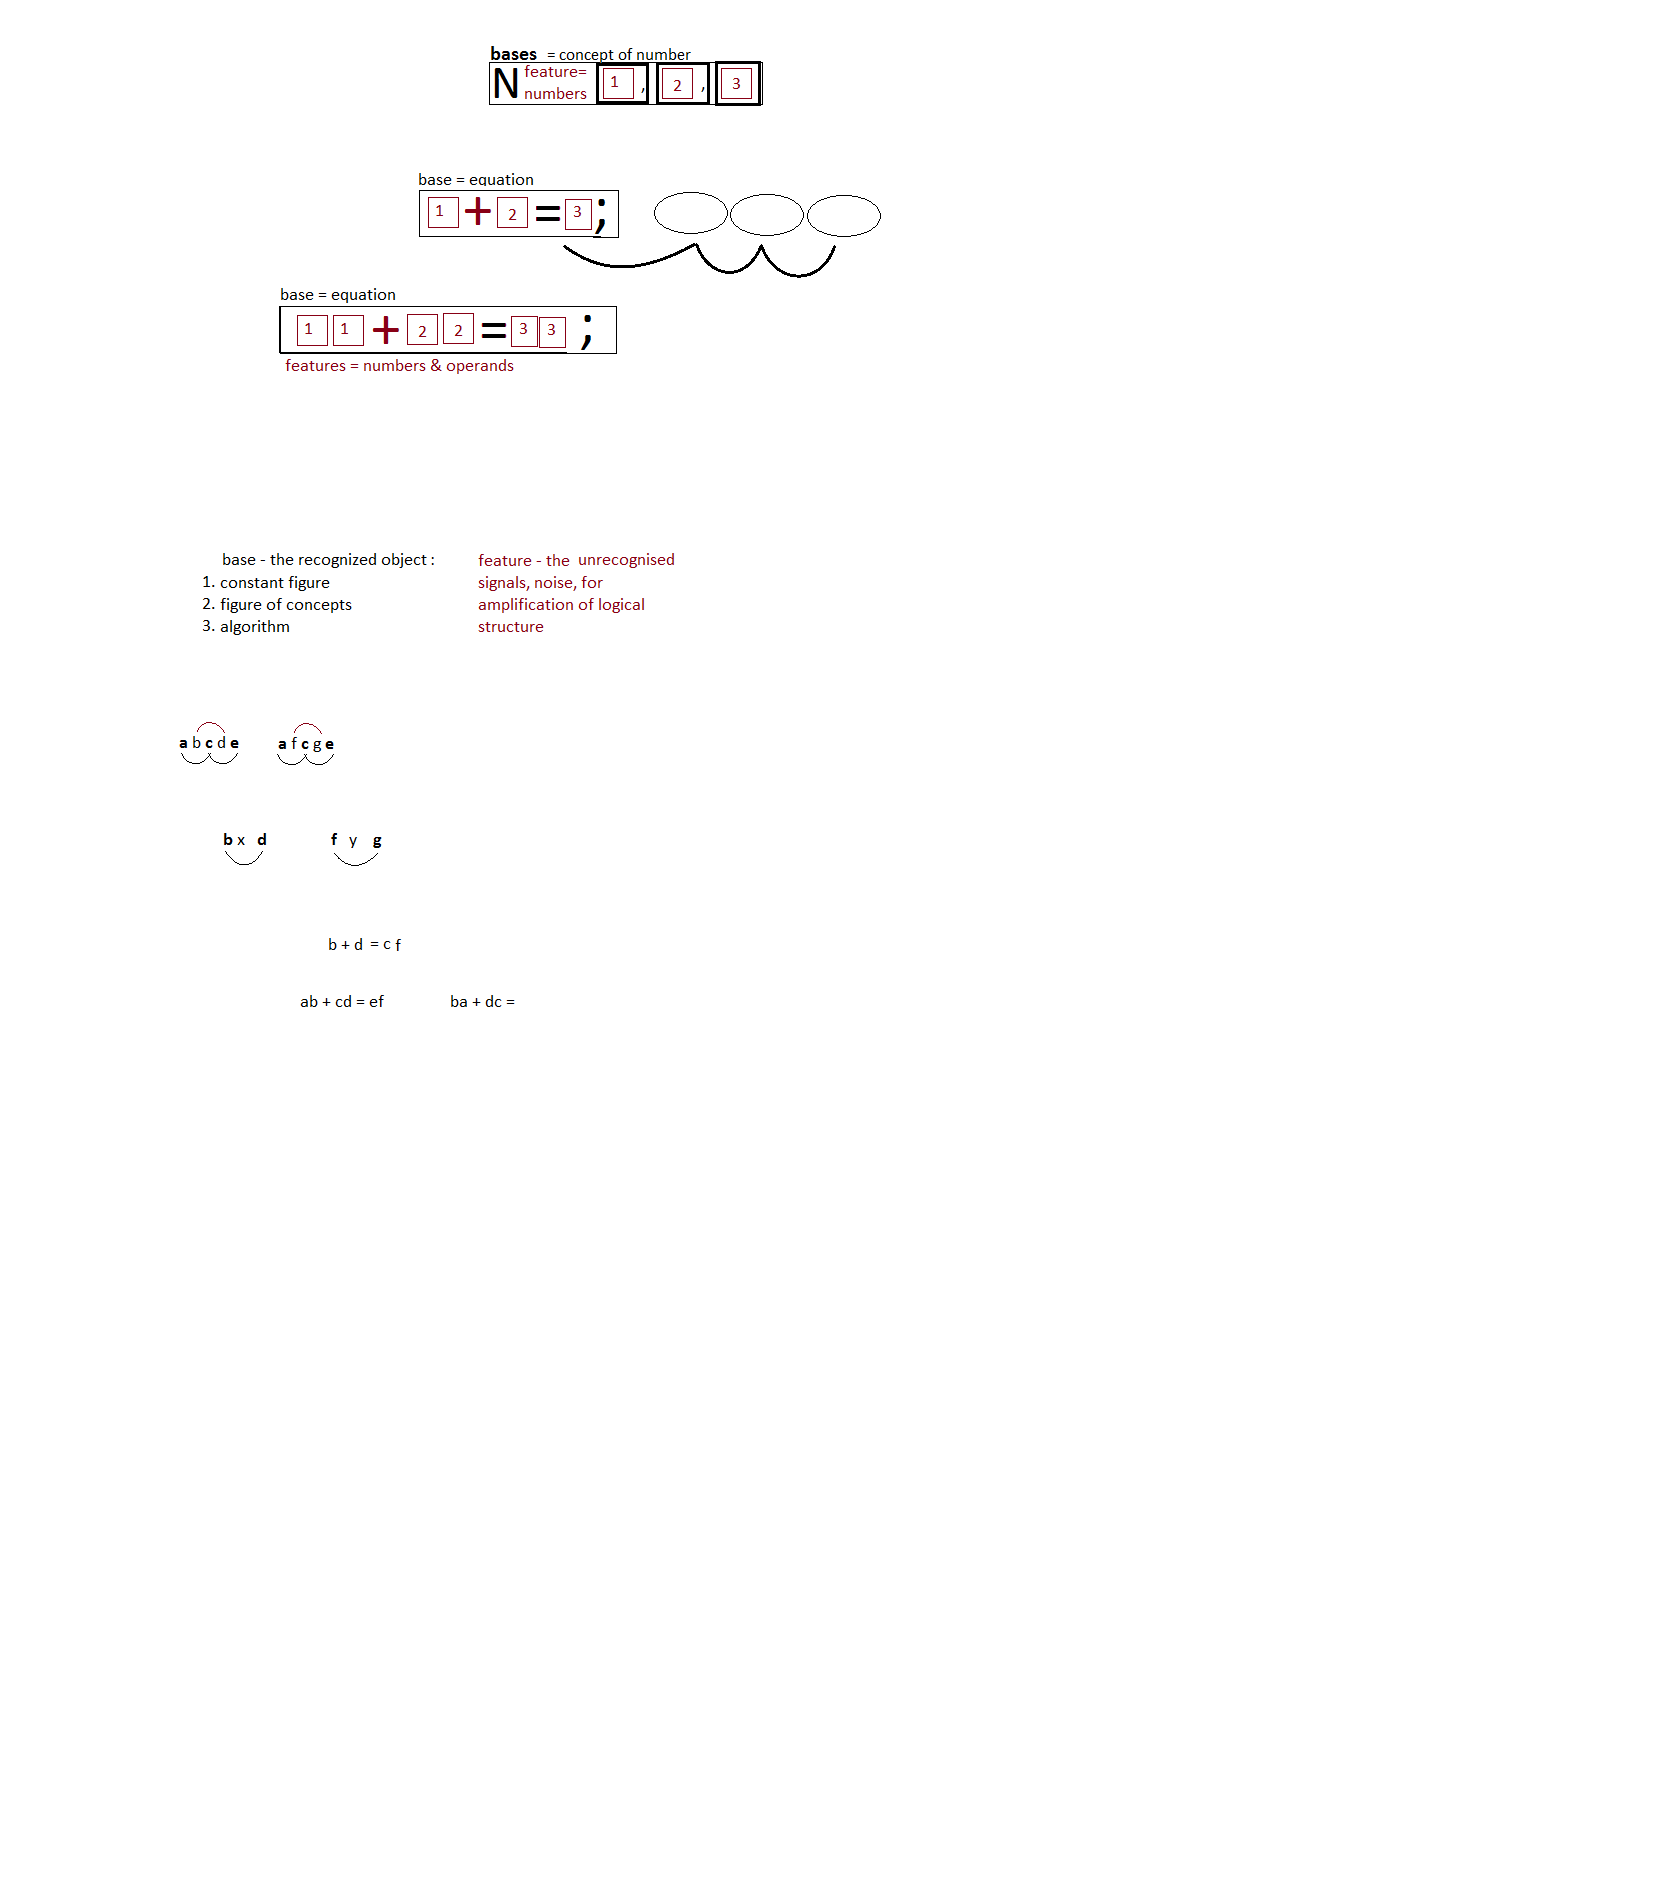 bases = concept of number
N feature= 1 , 2 , 3
numbers
base = equation
1 + 2 = 3 ;
base = equation
1 1 + 2 2 = 3 3 ;
features = numbers & operands
base - the recognized object :
1. constant figure
2. figure of concepts
3. algorithm
feature - the unrecognised
signals, noise, for
amplification of logical
structure
a b c d e
a f c g e
b x d
f y g
b + d = c f
ab + cd = ef
ba + dc =